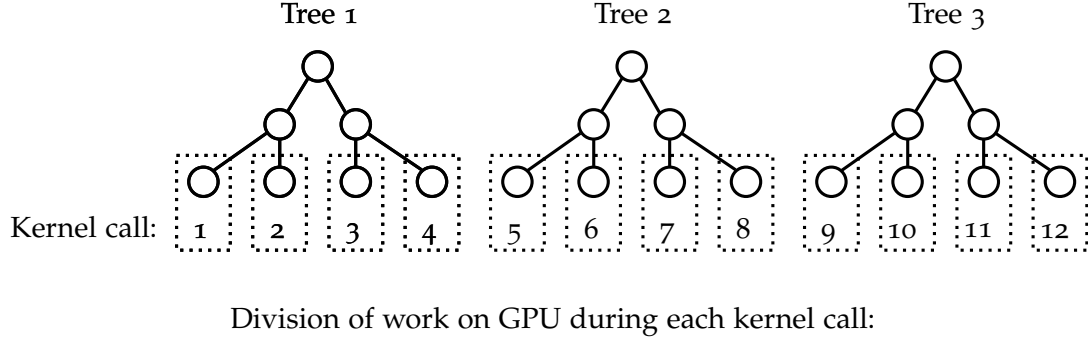 Tree 1 Tree 2 Tree 3
Kernel call: 1 2 3 4 5 6 7 8 9 10 11 12
Division of work on GPU during each kernel call: